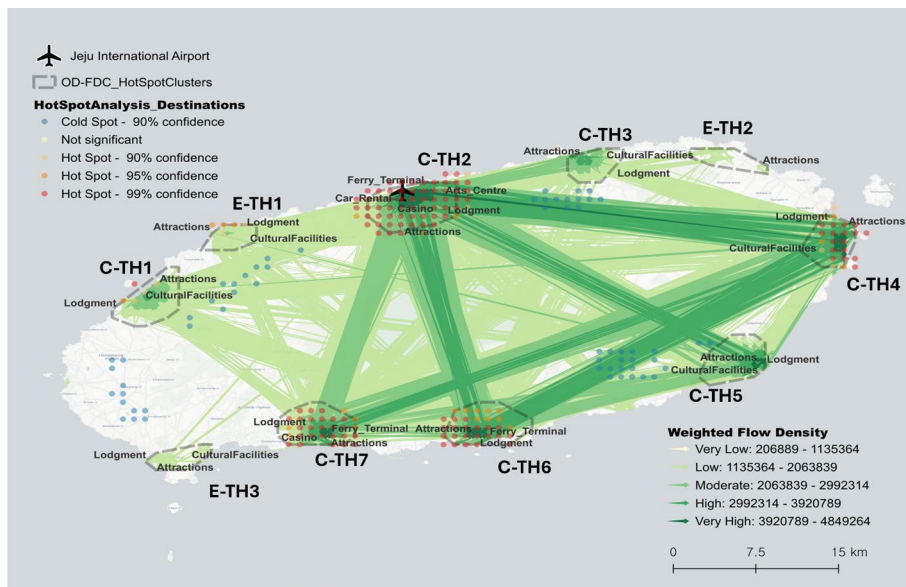 Jeju International Airport
OD-FDC_HotSpotClusters
HotSpotAnalysis_Destinations
Cold Spot - 90% confidence
Not significant
Hot Spot - 90% confidence
Hot Spot - 95% confidence
Hot Spot - 99% confidence
C-TH3
E-TH2
Attractions
CulturalFacilities
Lodgment
Attractions
C-TH2
Ferry_Terminal
Car_Rental
Arts_Centre
Casino
Lodgment
Attractions
E-TH1
Attractions
Lodgment
CulturalFacilities
Lodgment
Attractions
CulturalFacilities
C-TH4
C-TH1
Attractions
Lodgment
CulturalFacilities
Attractions
Lodgment
CulturalFacilities
C-TH5
Lodgment
Casino
Ferry_Terminal
Attractions
C-TH7
Attractions
Ferry_Terminal
Lodgment
C-TH6
Lodgment
CulturalFacilities
Attractions
E-TH3
Weighted Flow Density
Very Low: 206889 - 1135364
Low: 1135364 - 2063839
Moderate: 2063839 - 2992314
High: 2992314 - 3920789
Very High: 3920789 - 4849264
0 7.5 15 km